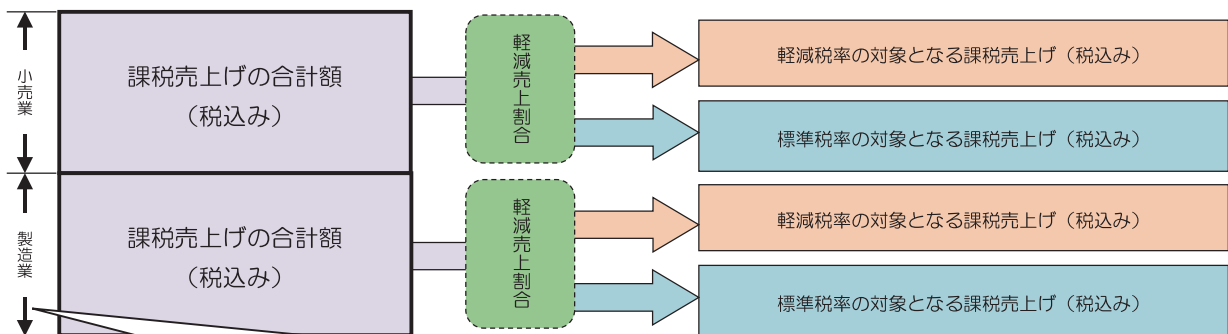 小売業
課税売上げの合計額
（税込み）
軽減売上割合
軽減税率の対象となる課税売上げ（税込み）
標準税率の対象となる課税売上げ（税込み）
製造業
課税売上げの合計額
（税込み）
軽減売上割合
軽減税率の対象となる課税売上げ（税込み）
標準税率の対象となる課税売上げ（税込み）